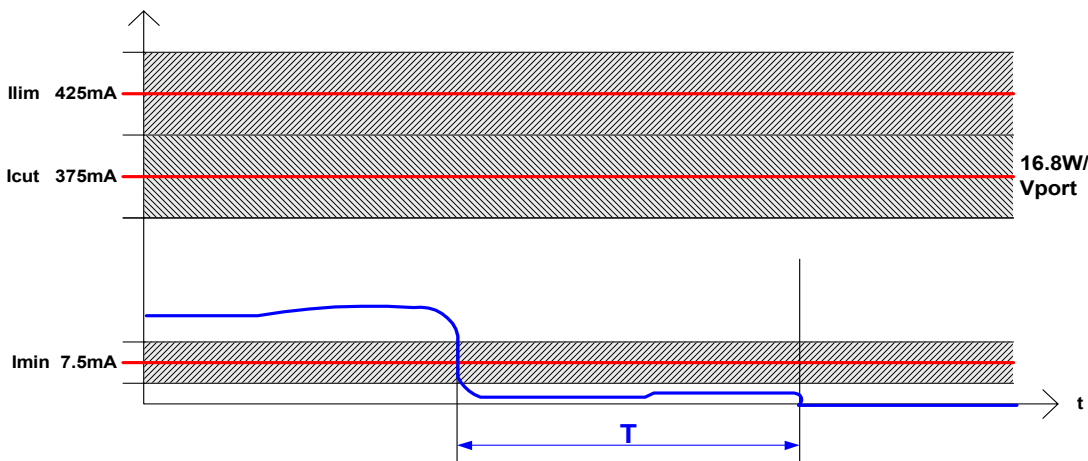 Ilim 425mA
Icut 375mA
16.8W/
Vport
Imin 7.5mA
t
T